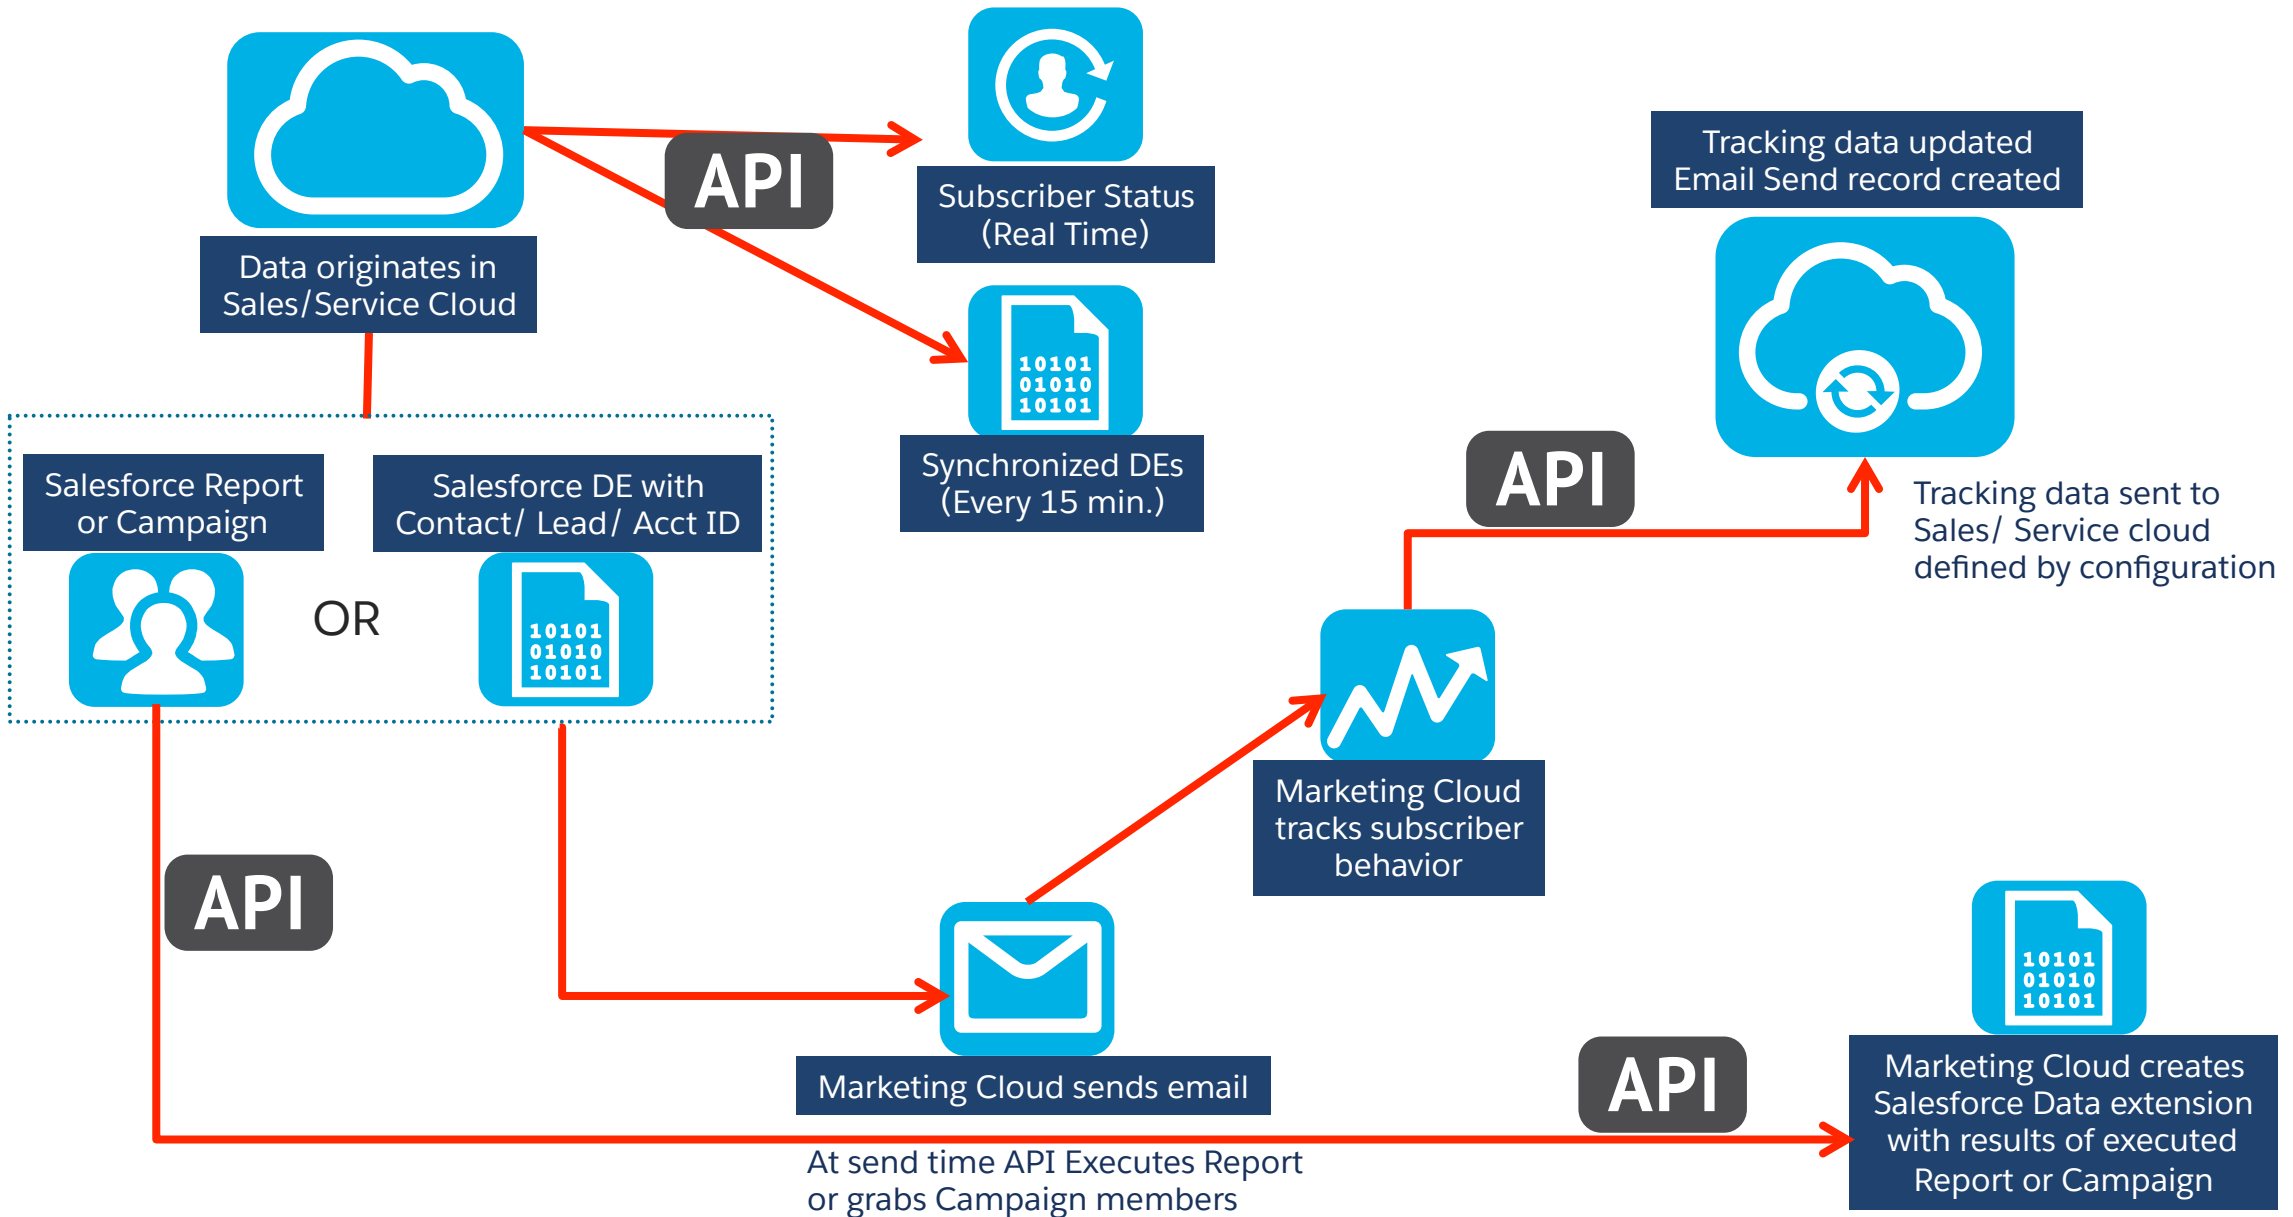 API
Subscriber Status
(Real Time)
Tracking data updated
Email Send record created
Data originates in
Sales/Service Cloud
10101
01010
10101
Synchronized DEs
(Every 15 min.)
API
Tracking data sent to
Sales/ Service cloud
defined by configuration
Salesforce Report
or Campaign
Salesforce DE with
Contact/ Lead/ Acct ID
OR
10101
01010
10101
Marketing Cloud
tracks subscriber
behavior
API
Marketing Cloud sends email
API
10101
01010
10101
Marketing Cloud creates
Salesforce Data extension
with results of executed
Report or Campaign
At send time API Executes Report
or grabs Campaign members